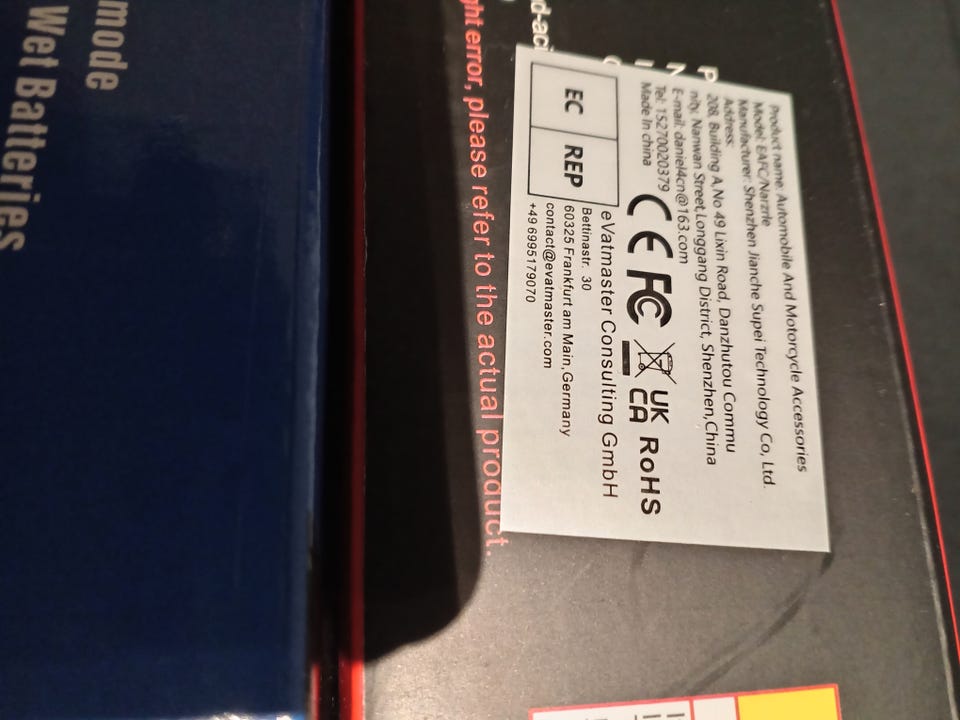 Product name: Automobile And Motorcycle Accessories
Model: EAFC/Narzrle
Manufacturer: Shenzhen Jianche Supei Technology Co, Ltd.
Address:
208, Building A,No 49 Lixin Road, Danzhutou Commu
nity, Nanwan Street,Longgang District, Shenzhen,China
E-mail: daniel4cn@163.com
Tel: 15270020379
Made In china
CE FC UK CA RoHS
EC REP
eVatmaster Consulting GmbH
Bettinastr. 30
60325 Frankfurt am Main,Germany
contact@evatmaster.com
+49 6995179070
error, please refer to the actual product.
mode
Wet Batteries